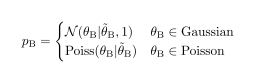 p_B = { 𝒩(θ_B|θ̃_B, 1)   θ_B ∈ Gaussian
Poiss(θ_B|θ̃_B)   θ_B ∈ Poisson